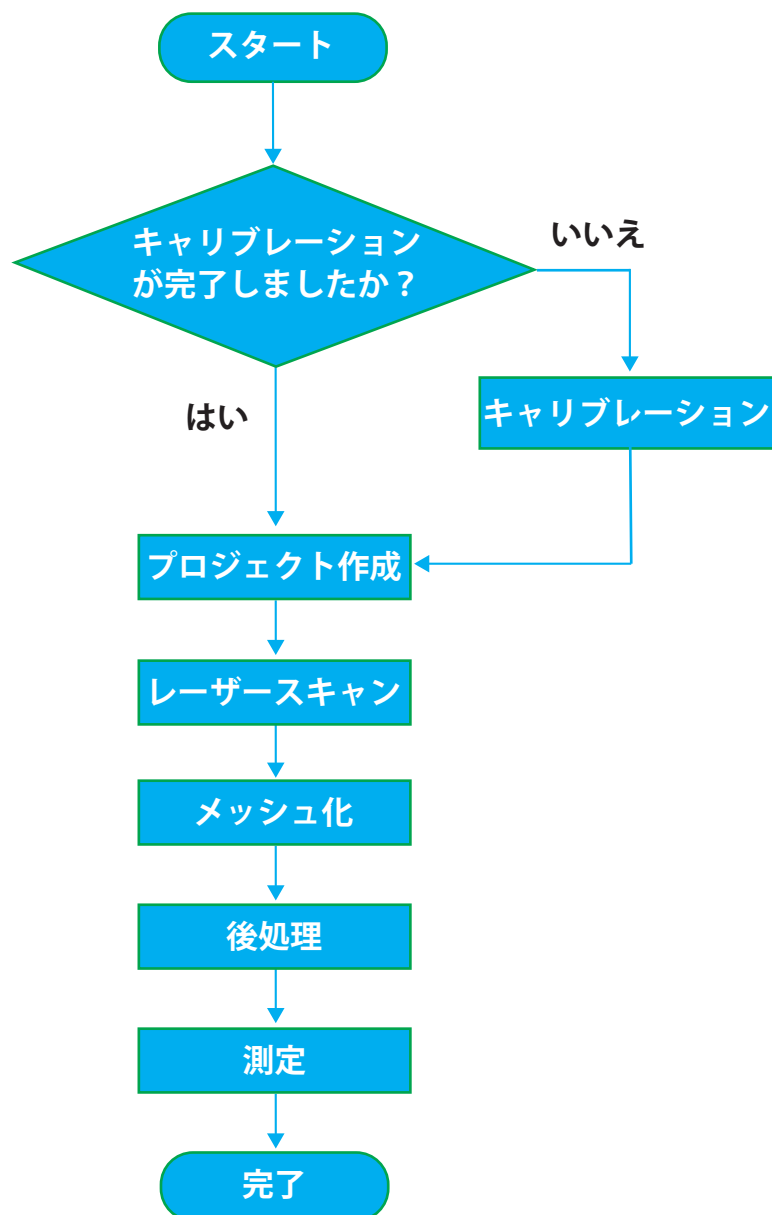 スタート
キャリブレーション
が完了しましたか？
いいえ
キャリブレーション
はい
プロジェクト作成
レーザースキャン
メッシュ化
後処理
測定
完了